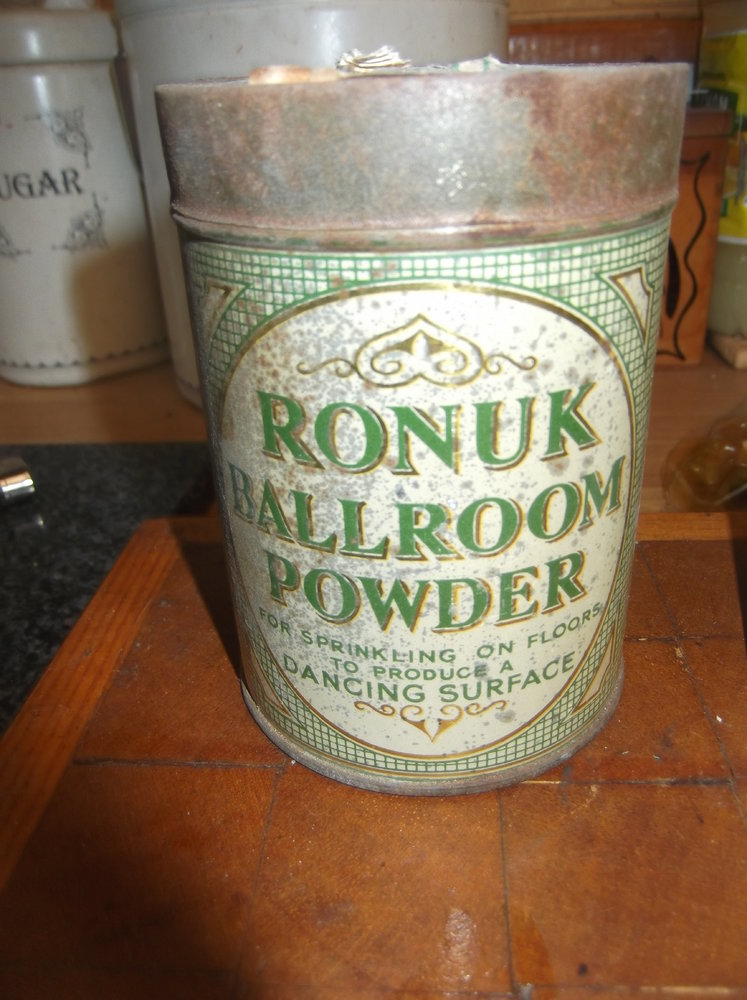 UGAR
RONUK
BALLROOM
POWDER
FOR SPRINKLING ON FLOORS
TO PRODUCE A
DANCING SURFACE